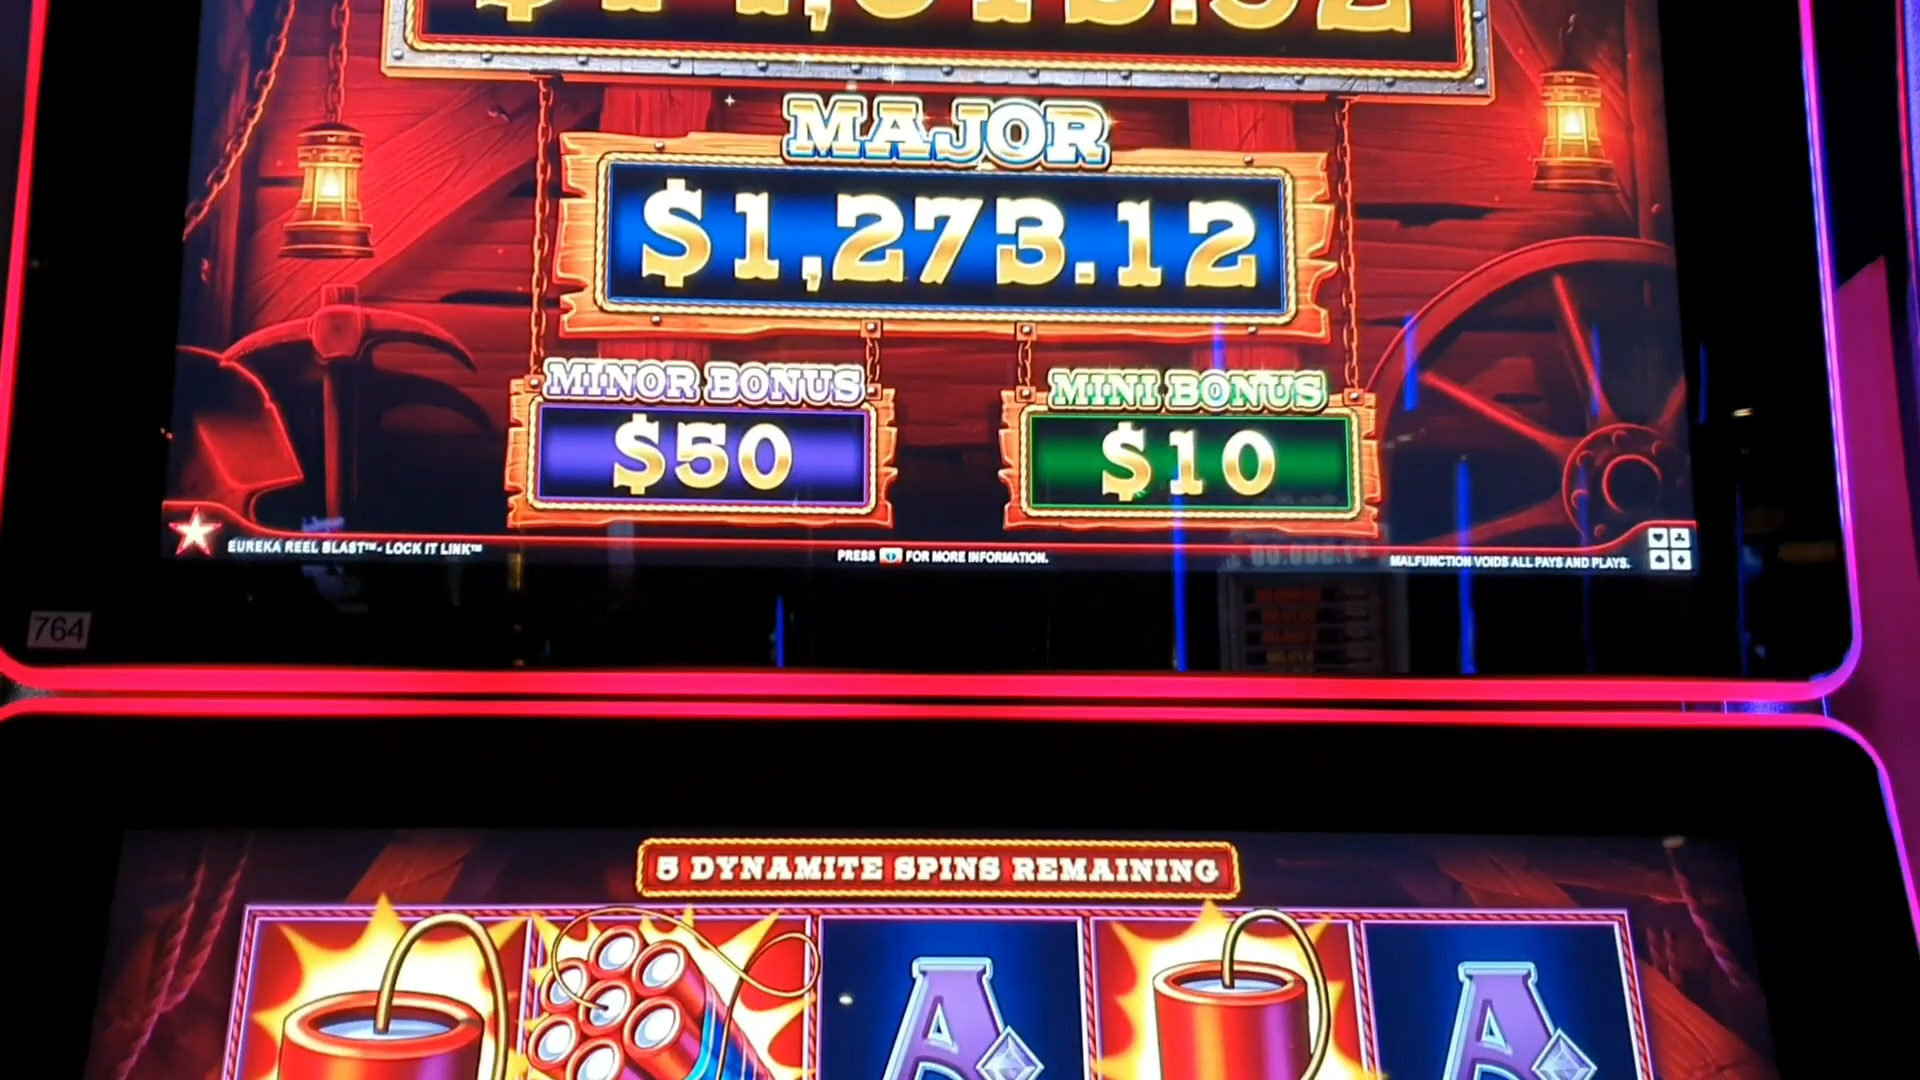 MAJOR
$1,273.12
MINOR BONUS
MINI BONUS
$50
$10
EUREKA REEL BLAST™ - LOCK IT LINK™
PRESS FOR MORE INFORMATION.
MALFUNCTION VOIDS ALL PAYS AND PLAYS.
764
5 DYNAMITE SPINS REMAINING
A
A